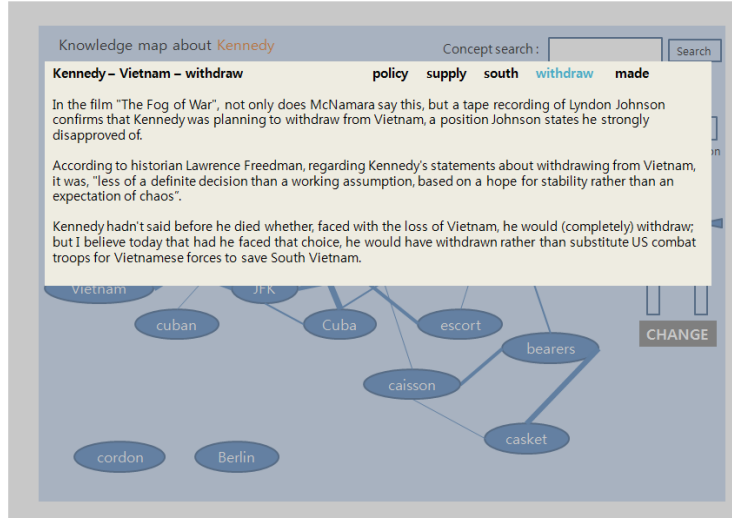 Knowledge map about Kennedy
Concept search :
Search
Kennedy – Vietnam – withdraw policy supply south withdraw made
In the film "The Fog of War", not only does McNamara say this, but a tape recording of Lyndon Johnson
confirms that Kennedy was planning to withdraw from Vietnam, a position Johnson states he strongly
disapproved of.
According to historian Lawrence Freedman, regarding Kennedy's statements about withdrawing from Vietnam,
it was, "less of a definite decision than a working assumption, based on a hope for stability rather than an
expectation of chaos".
Kennedy hadn't said before he died whether, faced with the loss of Vietnam, he would (completely) withdraw;
but I believe today that had he faced that choice, he would have withdrawn rather than substitute US combat
troops for Vietnamese forces to save South Vietnam.
Vietnam
JFK
cuban
Cuba
escort
CHANGE
bearers
caisson
casket
cordon
Berlin